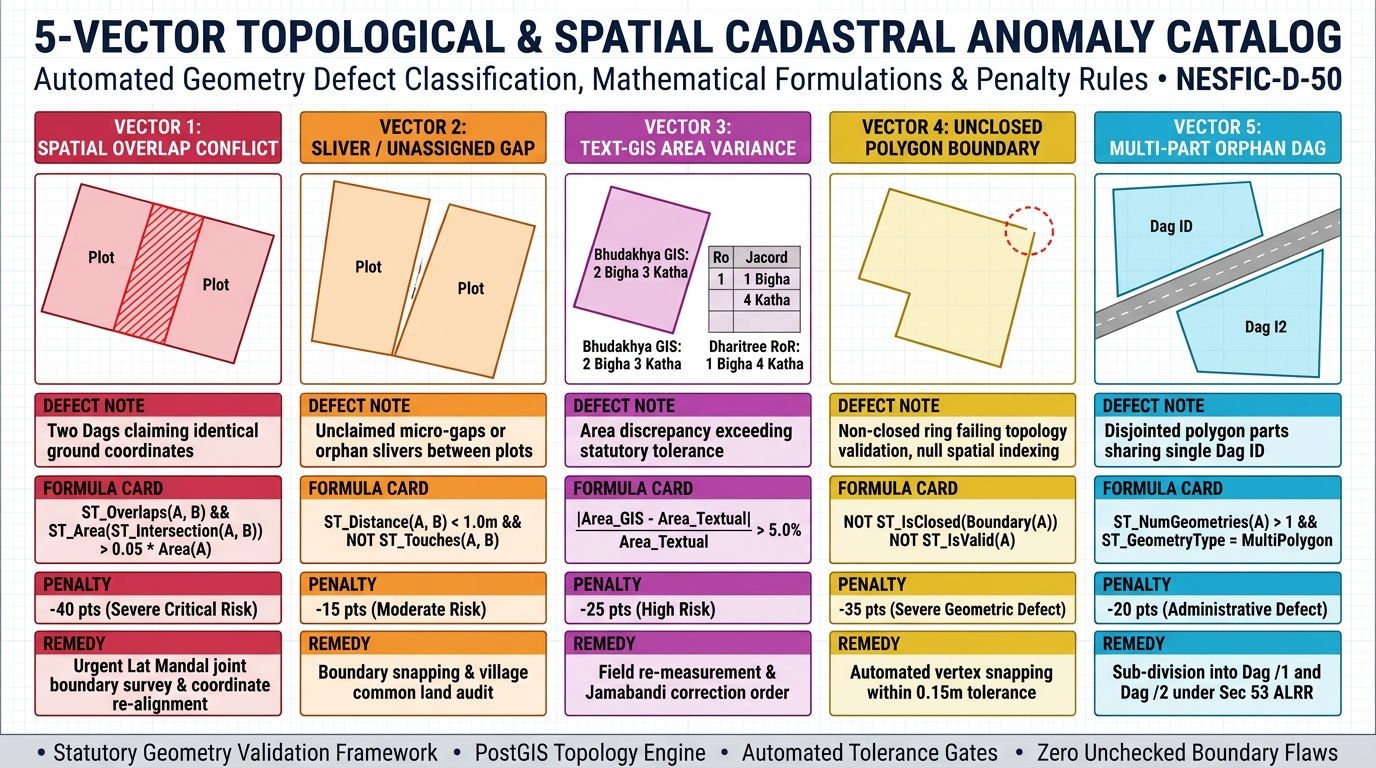 5-VECTOR TOPOLOGICAL & SPATIAL CADASTRAL ANOMALY CATALOG
Automated Geometry Defect Classification, Mathematical Formulations & Penalty Rules • NESFIC-D-50
VECTOR 1:
SPATIAL OVERLAP CONFLICT
Plot
Plot
DEFECT NOTE
Two Dags claiming identical
ground coordinates
FORMULA CARD
ST_Overlaps(A, B) &&
ST_Area(ST_Intersection(A, B))
> 0.05 * Area(A)
PENALTY
-40 pts (Severe Critical Risk)
REMEDY
Urgent Lat Mandal joint
boundary survey & coordinate
re-alignment
VECTOR 2:
SLIVER / UNASSIGNED GAP
Plot
Plot
DEFECT NOTE
Unclaimed micro-gaps or
orphan slivers between plots
FORMULA CARD
ST_Distance(A, B) < 1.0m &&
NOT ST_Touches(A, B)
PENALTY
-15 pts (Moderate Risk)
REMEDY
Boundary snapping & village
common land audit
VECTOR 3:
TEXT-GIS AREA VARIANCE
Bhudakhya GIS:
2 Bigha 3 Katha
Ro Jacord
1 1 Bigha
4 Katha
Bhudakhya GIS:
2 Bigha 3 Katha
Dharitree RoR:
1 Bigha 4 Katha
DEFECT NOTE
Area discrepancy exceeding
statutory tolerance
FORMULA CARD
|Area_GIS - Area_Textual|
Area_Textual
> 5.0%
PENALTY
-25 pts (High Risk)
REMEDY
Field re-measurement &
Jamabandi correction order
VECTOR 4: UNCLOSED
POLYGON BOUNDARY
DEFECT NOTE
Non-closed ring failing topology
validation, null spatial indexing
FORMULA CARD
NOT ST_IsClosed(Boundary(A))
NOT ST_IsValid(A)
PENALTY
-35 pts (Severe Geometric Defect)
REMEDY
Automated vertex snapping
within 0.15m tolerance
VECTOR 5:
MULTI-PART ORPHAN DAG
Dag ID
Dag I2
DEFECT NOTE
Disjointed polygon parts
sharing single Dag ID
FORMULA CARD
ST_NumGeometries(A) > 1 &&
ST_GeometryType = MultiPolygon
PENALTY
-20 pts (Administrative Defect)
REMEDY
Sub-division into Dag /1 and
Dag /2 under Sec 53 ALRR
• Statutory Geometry Validation Framework • PostGIS Topology Engine • Automated Tolerance Gates • Zero Unchecked Boundary Flaws